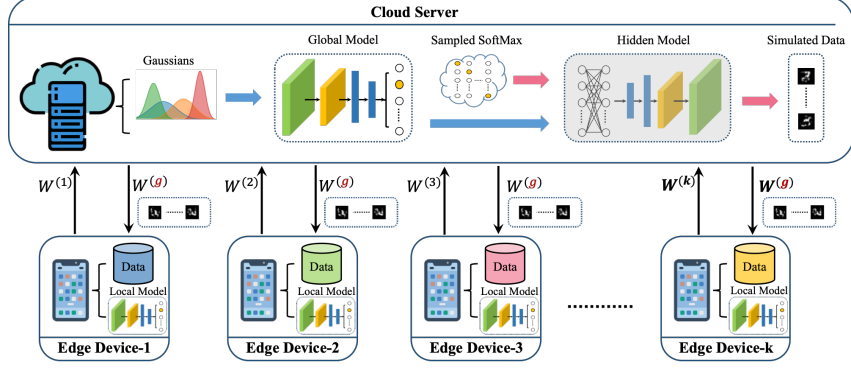 Cloud Server
Gaussians
Global Model
Sampled SoftMax
Hidden Model
Simulated Data
W(1)
W(g)
W(2)
W(g)
W(3)
W(g)
W(k)
W(g)
Data
Data
Data
Data
Local Model
Local Model
Local Model
Local Model
Edge Device-1
Edge Device-2
Edge Device-3
............
Edge Device-k